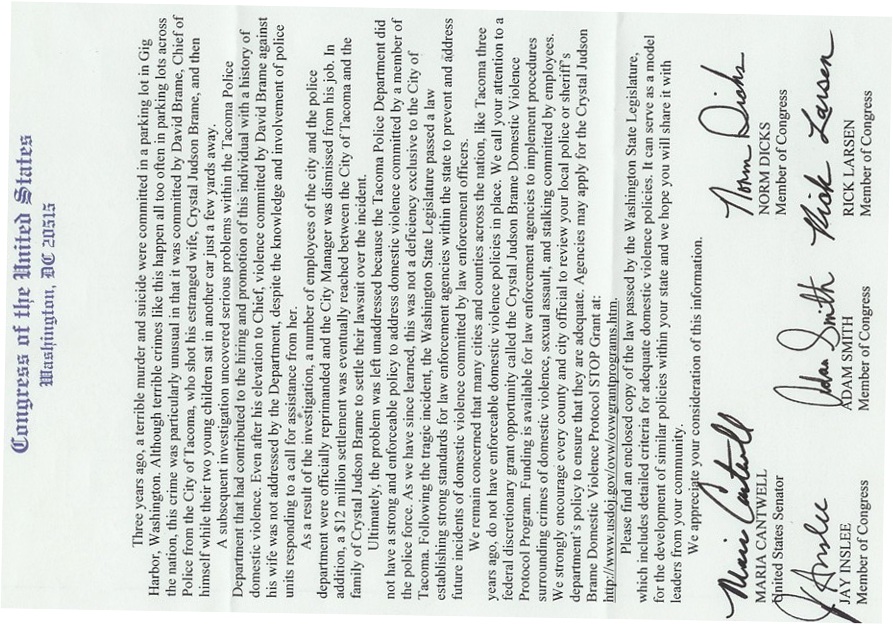 Congress of the United States
Washington, DC 20515
Three years ago, a terrible murder and suicide were committed in a parking lot in Gig
Harbor, Washington. Although terrible crimes like this happen all too often in parking lots across
the nation, this crime was particularly unusual in that it was committed by David Brame, Chief of
Police from the City of Tacoma, who shot his estranged wife, Crystal Judson Brame, and then
himself while their two young children sat in another car just a few yards away.
A subsequent investigation uncovered serious problems within the Tacoma Police
Department that had contributed to the hiring and promotion of this individual with a history of
domestic violence. Even after his elevation to Chief, violence committed by David Brame against
his wife was not addressed by the Department, despite the knowledge and involvement of police
units responding to a call for assistance from her.
As a result of the investigation, a number of employees of the city and the police
department were officially reprimanded and the City Manager was dismissed from his job. In
addition, a $12 million settlement was eventually reached between the City of Tacoma and the
family of Crystal Judson Brame to settle their lawsuit over the incident.
Ultimately, the problem was left unaddressed because the Tacoma Police Department did
not have a strong and enforceable policy to address domestic violence committed by a member of
the police force. As we have since learned, this was not a deficiency exclusive to the City of
Tacoma. Following the tragic incident, the Washington State Legislature passed a law
establishing strong standards for law enforcement agencies within the state to prevent and address
future incidents of domestic violence committed by law enforcement officers.
We remain concerned that many cities and counties across the nation, like Tacoma three
years ago, do not have enforceable domestic violence policies in place. We call your attention to a
federal discretionary grant opportunity called the Crystal Judson Brame Domestic Violence
Protocol Program. Funding is available for law enforcement agencies to implement procedures
surrounding crimes of domestic violence, sexual assault, and stalking committed by employees.
We strongly encourage every county and city official to review your local police or sheriff's
department's policy to ensure that they are adequate. Agencies may apply for the Crystal Judson
Brame Domestic Violence Protocol STOP Grant at:
http://www.usdoj.gov/ovw/ovwgrantprograms.htm.
Please find an enclosed copy of the law passed by the Washington State Legislature,
which includes detailed criteria for adequate domestic violence policies. It can serve as a model
for the development of similar policies within your state and we hope you will share it with
leaders from your community.
We appreciate your consideration of this information.
Maria Cantwell
Norm Dicks
MARIA CANTWELL
NORM DICKS
United States Senator
Member of Congress
Jay Inslee
Adam Smith
Rick Larsen
JAY INSLEE
ADAM SMITH
RICK LARSEN
Member of Congress
Member of Congress
Member of Congress